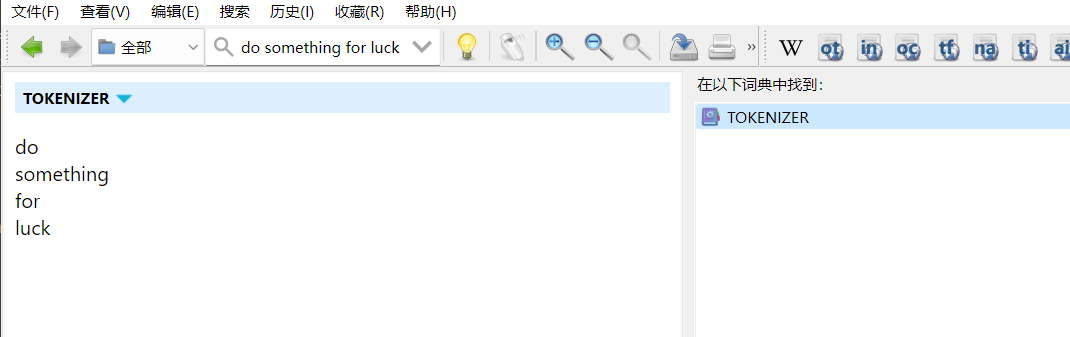 文件(F) 查看(V) 编辑(E) 搜索 历史(I) 收藏(R) 帮助(H)
全部 do something for luck » W ot in oc tf na ti
TOKENIZER
do
something
for
luck
在以下词典中找到：
TOKENIZER